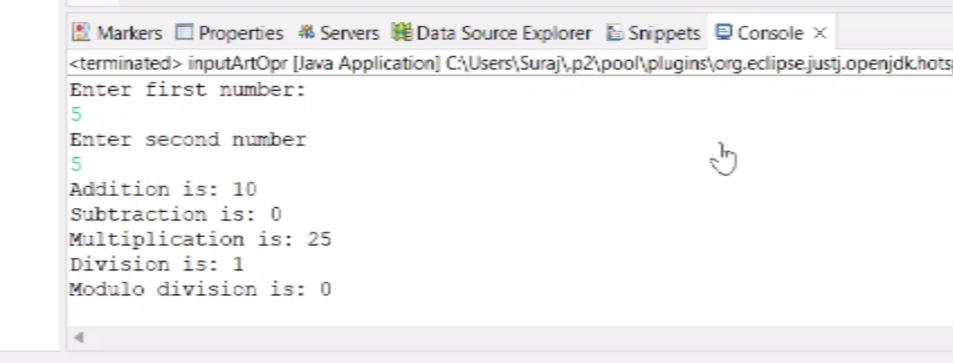 Markers Properties Servers Data Source Explorer Snippets Console
<terminated> inputArtOpr [Java Application] C:\Users\Suraj\.p2\pool\plugins\org.eclipse.justj.openjdk.hots
Enter first number:
5
Enter second number
5
Addition is: 10
Subtraction is: 0
Multiplication is: 25
Division is: 1
Modulo division is: 0